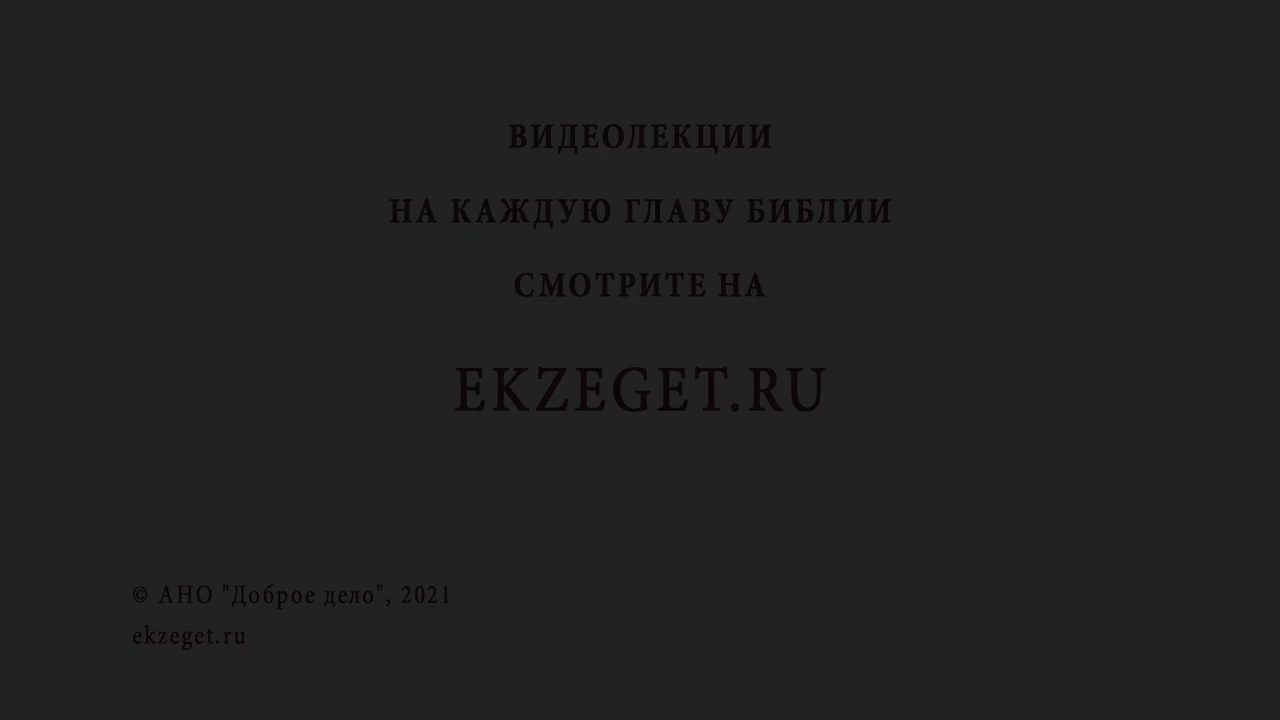 ВИДЕОЛЕКЦИИ
НА КАЖДУЮ ГЛАВУ БИБЛИИ
СМОТРИТЕ НА
EKZEGET.RU
© АНО "Доброе дело", 2021
ekzeget.ru